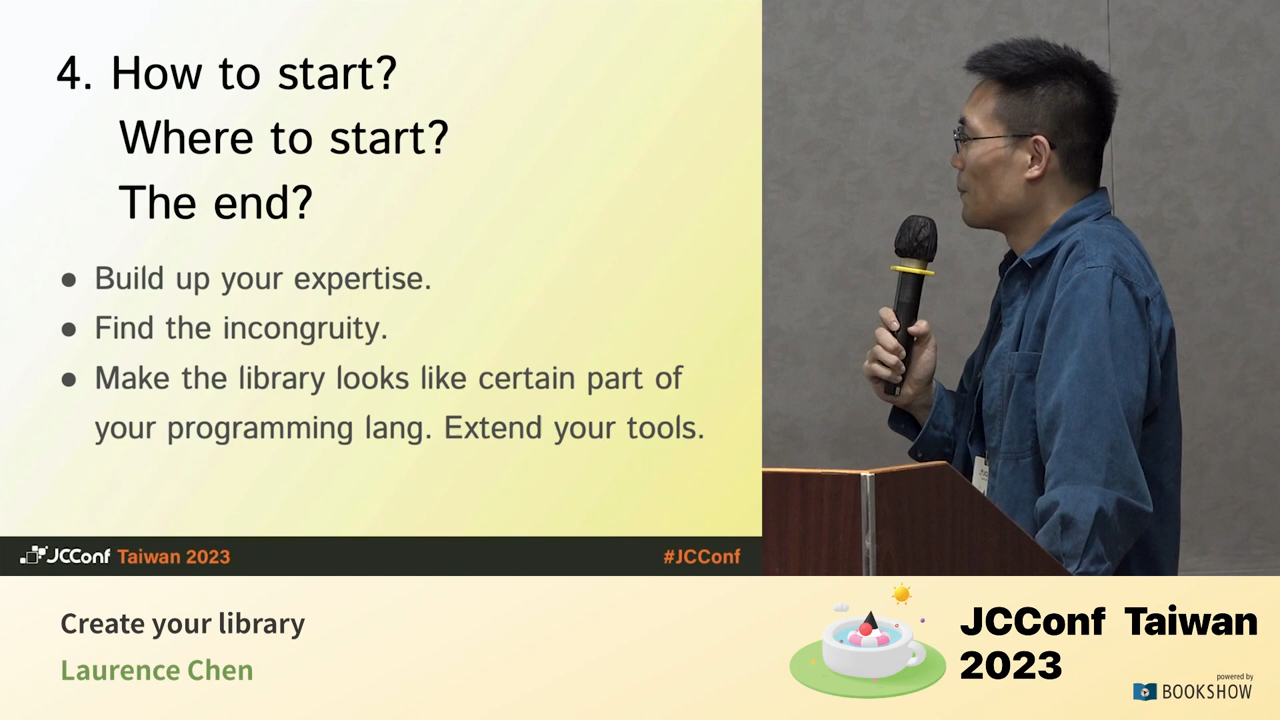 4. How to start?
Where to start?
The end?
● Build up your expertise.
● Find the incongruity.
● Make the library looks like certain part of
your programming lang. Extend your tools.
JCConf Taiwan 2023
#JCConf
Create your library
Laurence Chen
JCConf Taiwan
2023
powered by
BOOKSHOW